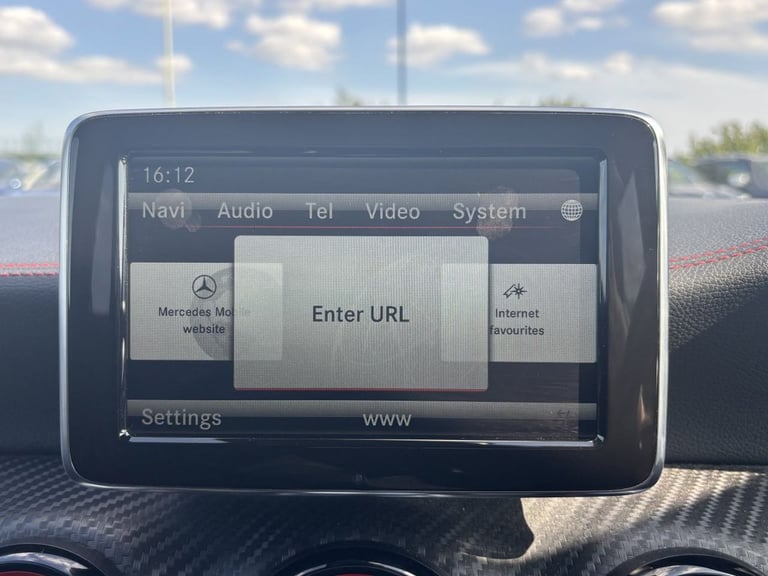 16:12
Navi Audio Tel Video System
Mercedes Mobile
website
Enter URL
Internet
favourites
Settings www